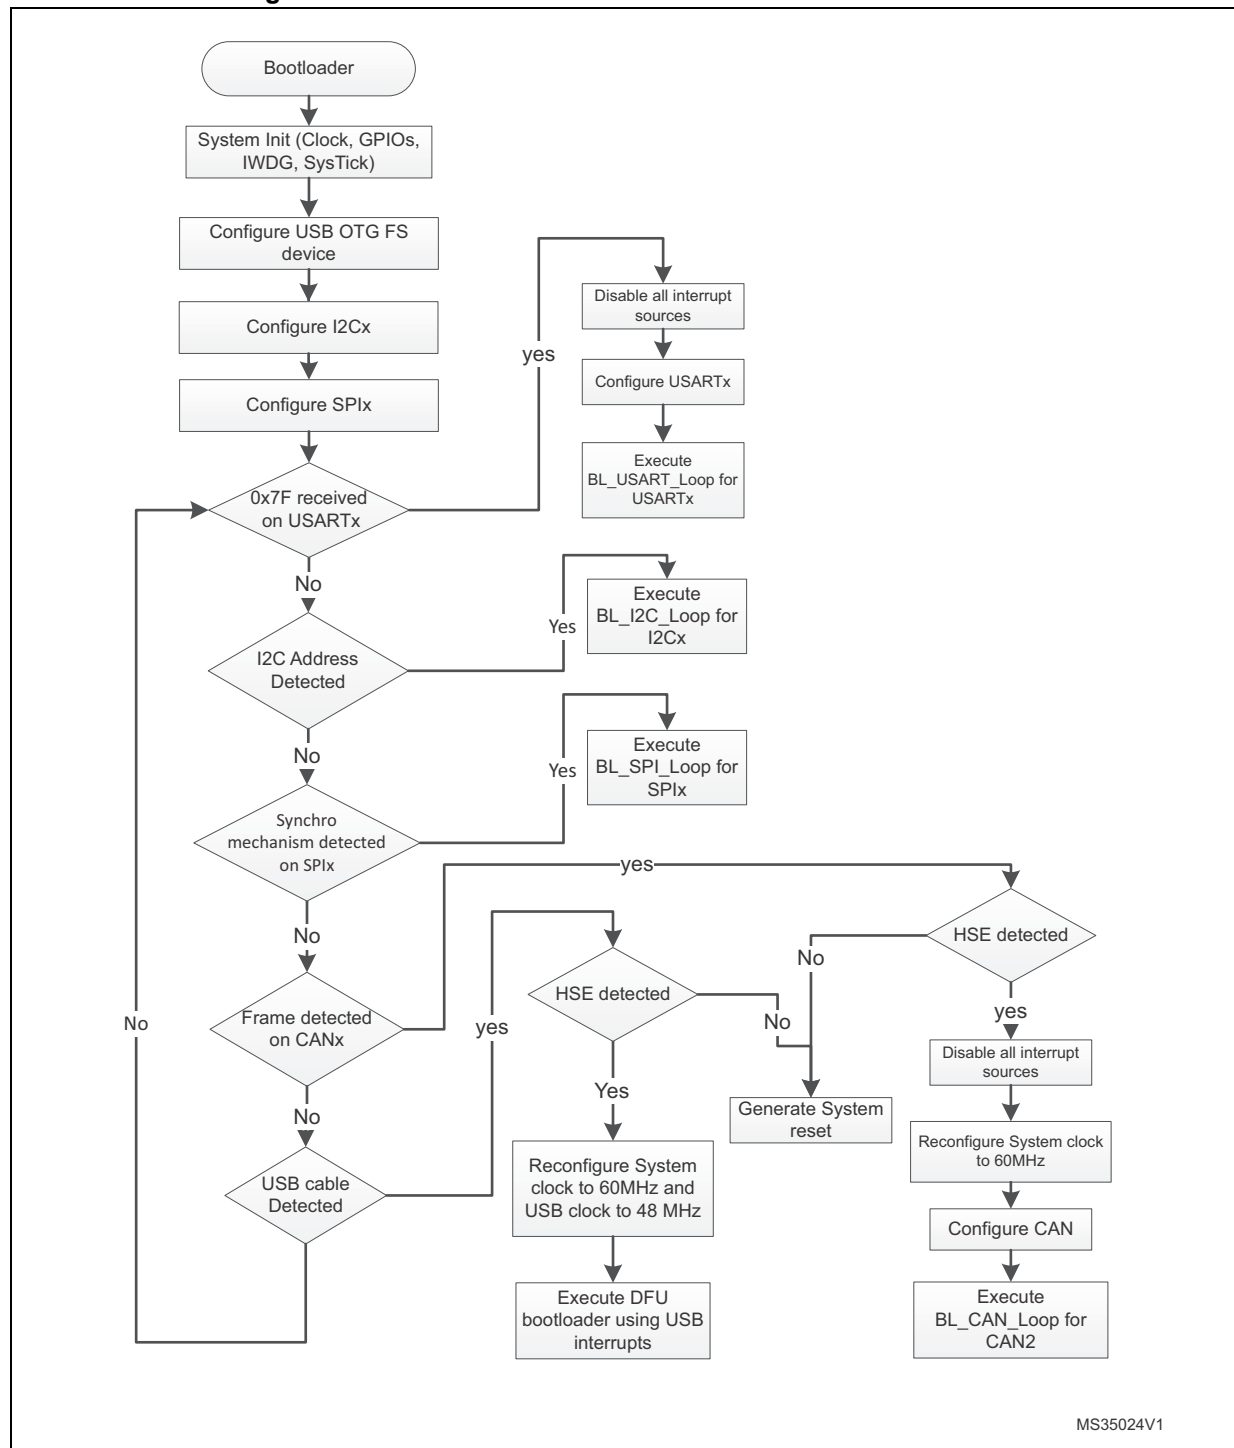 Bootloader
System Init (Clock, GPIOs,
IWDG, SysTick)
Configure USB OTG FS
device
Configure I2Cx
Configure SPIx
0x7F received
on USARTx
yes
Disable all interrupt
sources
Configure USARTx
Execute
BL_USART_Loop for
USARTx
No
I2C Address
Detected
Yes
Execute
BL_I2C_Loop for
I2Cx
No
Synchro
mechanism detected
on SPIx
Yes
Execute
BL_SPI_Loop for
SPIx
No
Frame detected
on CANx
yes
HSE detected
No
yes
Disable all interrupt
sources
Reconfigure System clock
to 60MHz
Configure CAN
Execute
BL_CAN_Loop for
CAN2
No
USB cable
Detected
yes
HSE detected
No
Generate System
reset
Yes
Reconfigure System
clock to 60MHz and
USB clock to 48 MHz
Execute DFU
bootloader using USB
interrupts
No
MS35024V1